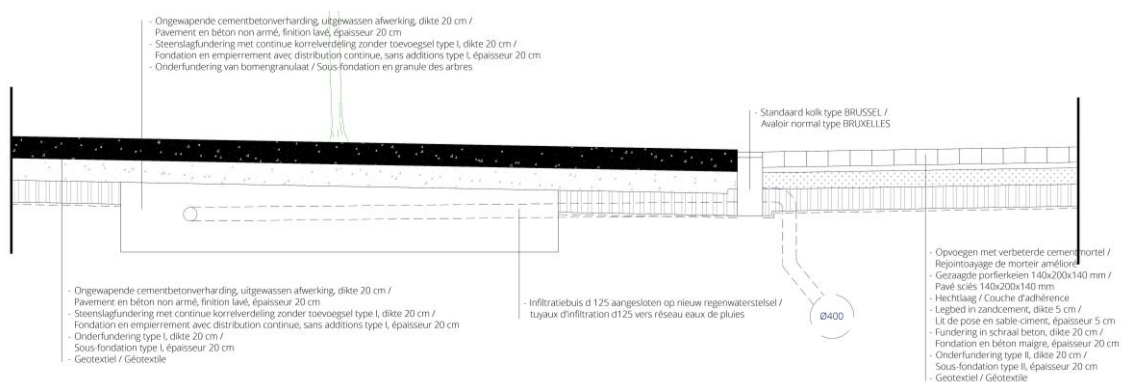 - Ongewapende cementbetonverharding, uitgewassen afwerking, dikte 20 cm /
Pavement en béton non armé, finition lavé, épaisseur 20 cm
- Steenslagfundering met continue korrelverdeling zonder toevoegsel type I, dikte 20 cm /
Fondation en empierrement avec distribution continue, sans additions type I, épaisseur 20 cm
- Onderfundering van bomengranulaat / Sous-fondation en granule des arbres
- Standaard kolk type BRUSSEL /
Avaloir normal type BRUXELLES
- Ongewapende cementbetonverharding, uitgewassen afwerking, dikte 20 cm /
Pavement en béton non armé, finition lavé, épaisseur 20 cm
- Steenslagfundering met continue korrelverdeling zonder toevoegsel type I, dikte 20 cm /
Fondation en empierrement avec distribution continue, sans additions type I, épaisseur 20 cm
- Onderfundering type I, dikte 20 cm /
Sous-fondation type I, épaisseur 20 cm
- Geotextiel / Géotextile
- Infiltratiebuis d 125 aangesloten op nieuw regenwaterstelsel /
tuyaux d'infiltration d125 vers réseau eaux de pluies
Ø400
- Opvoegen met verbeterde cementmortel /
Rejointoayage de morteir amélioré
- Gezaagde porfierkeien 140x200x140 mm /
Pavé sciés 140x200x140 mm
- Hechtlaag / Couche d'adhérence
- Legbed in zandcement, dikte 5 cm /
Lit de pose en sable-ciment, épaisseur 5 cm
- Fundering in schraal beton, dikte 20 cm /
Fondation en béton maigre, épaisseur 20 cm
- Onderfundering type II, dikte 20 cm /
Sous-fondation type II, épaisseur 20 cm
- Geotextiel / Géotextile